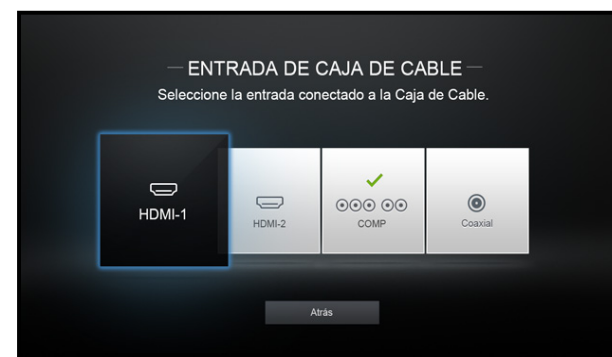 ENTRADA DE CAJA DE CABLE
Seleccione la entrada conectado a la Caja de Cable.
HDMI-1
HDMI-2
COMP
Coaxial
Atrás